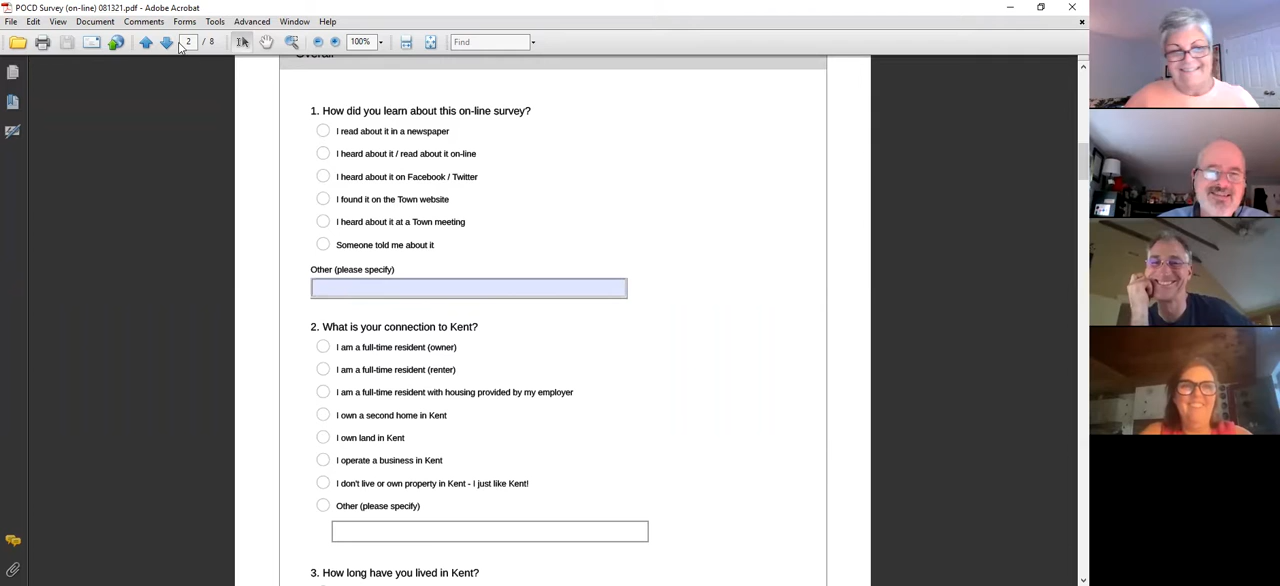 POCD Survey (on-line) 081321.pdf - Adobe Acrobat
File Edit View Document Comments Forms Tools Advanced Window Help
2 / 8 100% Find
Overall
1. How did you learn about this on-line survey?
I read about it in a newspaper
I heard about it / read about it on-line
I heard about it on Facebook / Twitter
I found it on the Town website
I heard about it at a Town meeting
Someone told me about it
Other (please specify)
2. What is your connection to Kent?
I am a full-time resident (owner)
I am a full-time resident (renter)
I am a full-time resident with housing provided by my employer
I own a second home in Kent
I own land in Kent
I operate a business in Kent
I don't live or own property in Kent - I just like Kent!
Other (please specify)
3. How long have you lived in Kent?